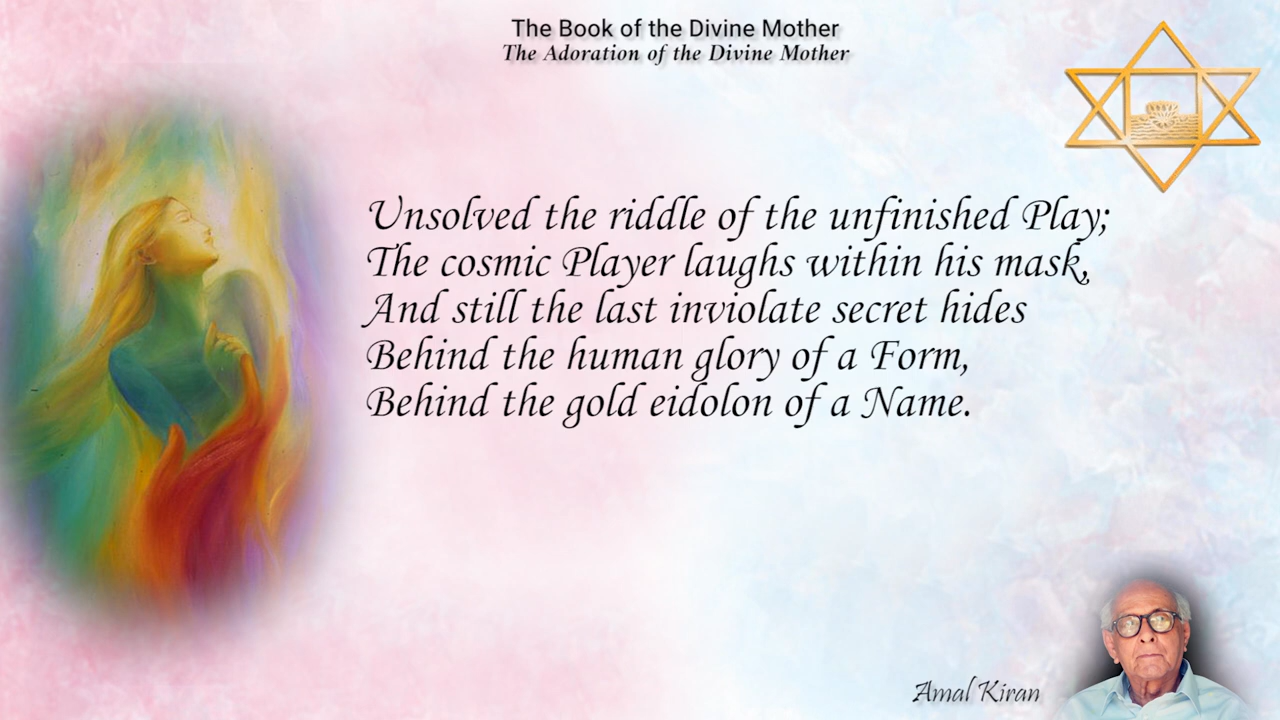 The Book of the Divine Mother
The Adoration of the Divine Mother
Unsolved the riddle of the unfinished Play;
The cosmic Player laughs within his mask,
And still the last inviolate secret hides
Behind the human glory of a Form,
Behind the gold eidolon of a Name.
Amal Kiran